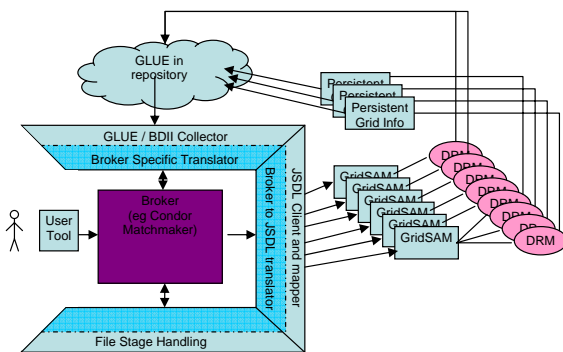 GLUE in
repository
Persistent
Persistent
Persistent
Grid Info
GLUE / BDII Collector
Broker Specific Translator
User
Tool
Broker
(eg Condor
Matchmaker)
Broker to JSDL translator
JSDL Client and mapper
GridSAM
GridSAM
GridSAM
GridSAM
GridSAM
GridSAM
DRM
DRM
DRM
DRM
DRM
DRM
DR
DRM
File Stage Handling